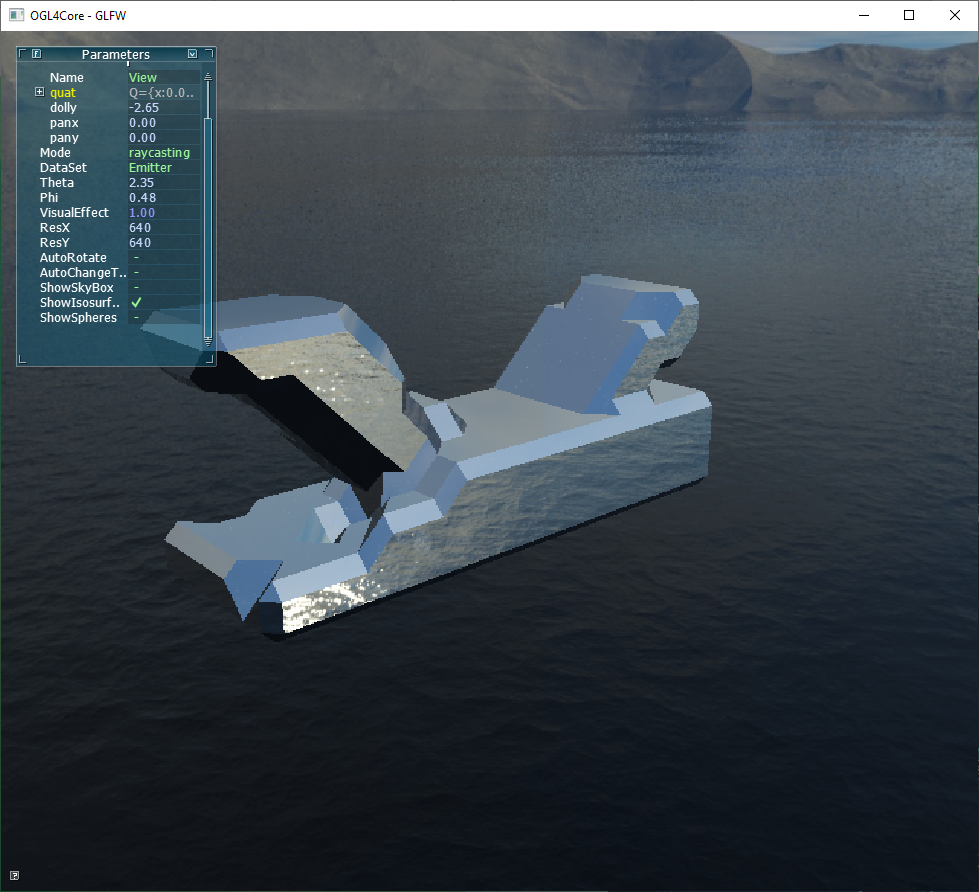 OGL4Core - GLFW
Parameters
Name View
quat Q={x:0.0..
dolly -2.65
panx 0.00
pany 0.00
Mode raycasting
DataSet Emitter
Theta 2.35
Phi 0.48
VisualEffect 1.00
ResX 640
ResY 640
AutoRotate -
AutoChangeT.. -
ShowSkyBox -
ShowIsosurf.. ✓
ShowSpheres -
?